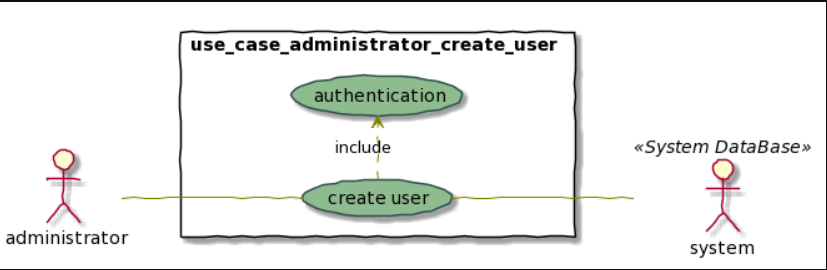 use_case_administrator_create_user
authentication
include
«System DataBase»
create user
administrator
system